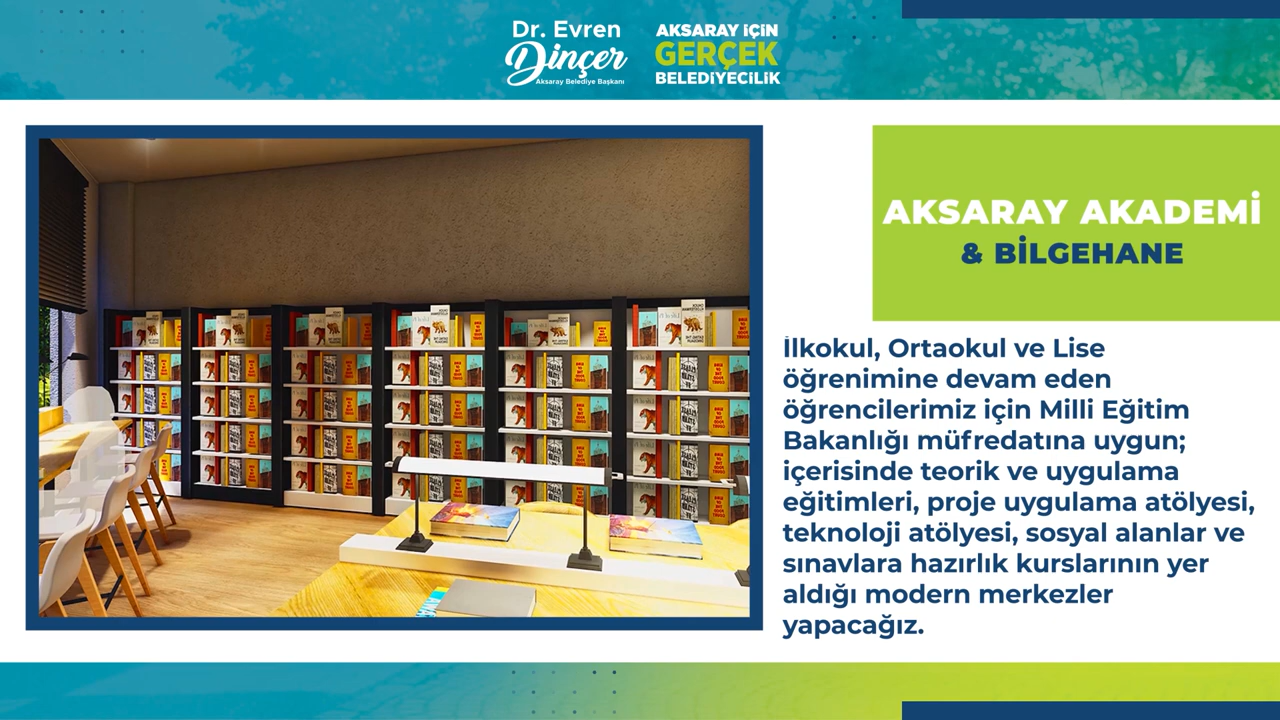 Dr. Evren
Dinçer
Aksaray Belediye Başkanı
AKSARAY İÇİN
GERÇEK
BELEDİYECİLİK
AKSARAY AKADEMİ
& BİLGEHANE
İlkokul, Ortaokul ve Lise
öğrenimine devam eden
öğrencilerimiz için Milli Eğitim
Bakanlığı müfredatına uygun;
içerisinde teorik ve uygulama
eğitimleri, proje uygulama atölyesi,
teknoloji atölyesi, sosyal alanlar ve
sınavlara hazırlık kurslarının yer
aldığı modern merkezler
yapacağız.